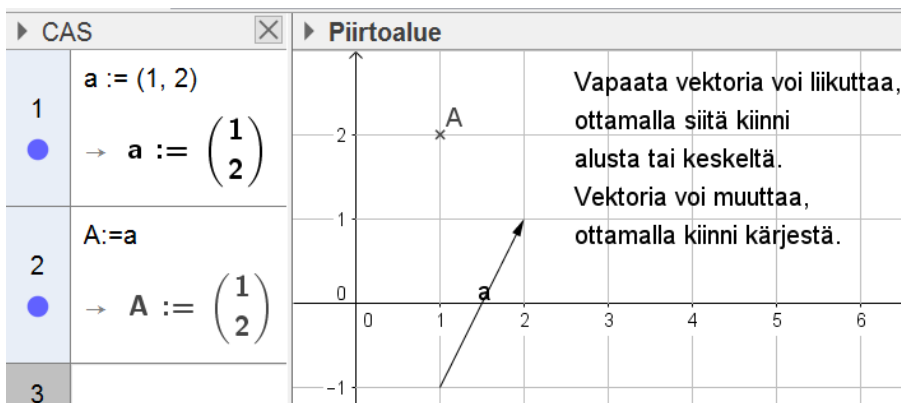 CAS
Piirtoalue
1
a := (1, 2)
→ a := (1 2)
2
A:=a
→ A := (1 2)
3
A
a
2
1
0
-1
0 1 2 3 4 5 6
Vapaata vektoria voi liikuttaa,
ottamalla siitä kiinni
alusta tai keskeltä.
Vektoria voi muuttaa,
ottamalla kiinni kärjestä.